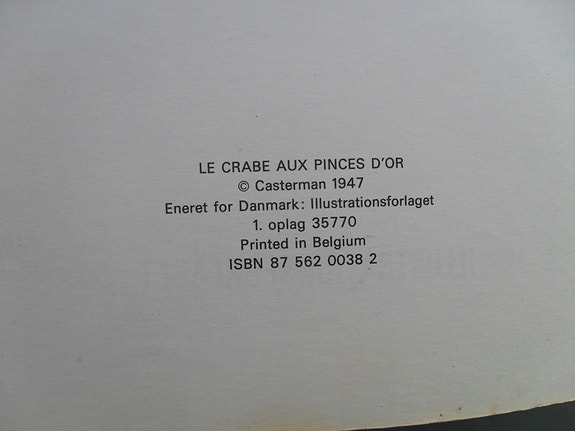 LE CRABE AUX PINCES D'OR
© Casterman 1947
Eneret for Danmark: Illustrationsforlaget
1. oplag 35770
Printed in Belgium
ISBN 87 562 0038 2